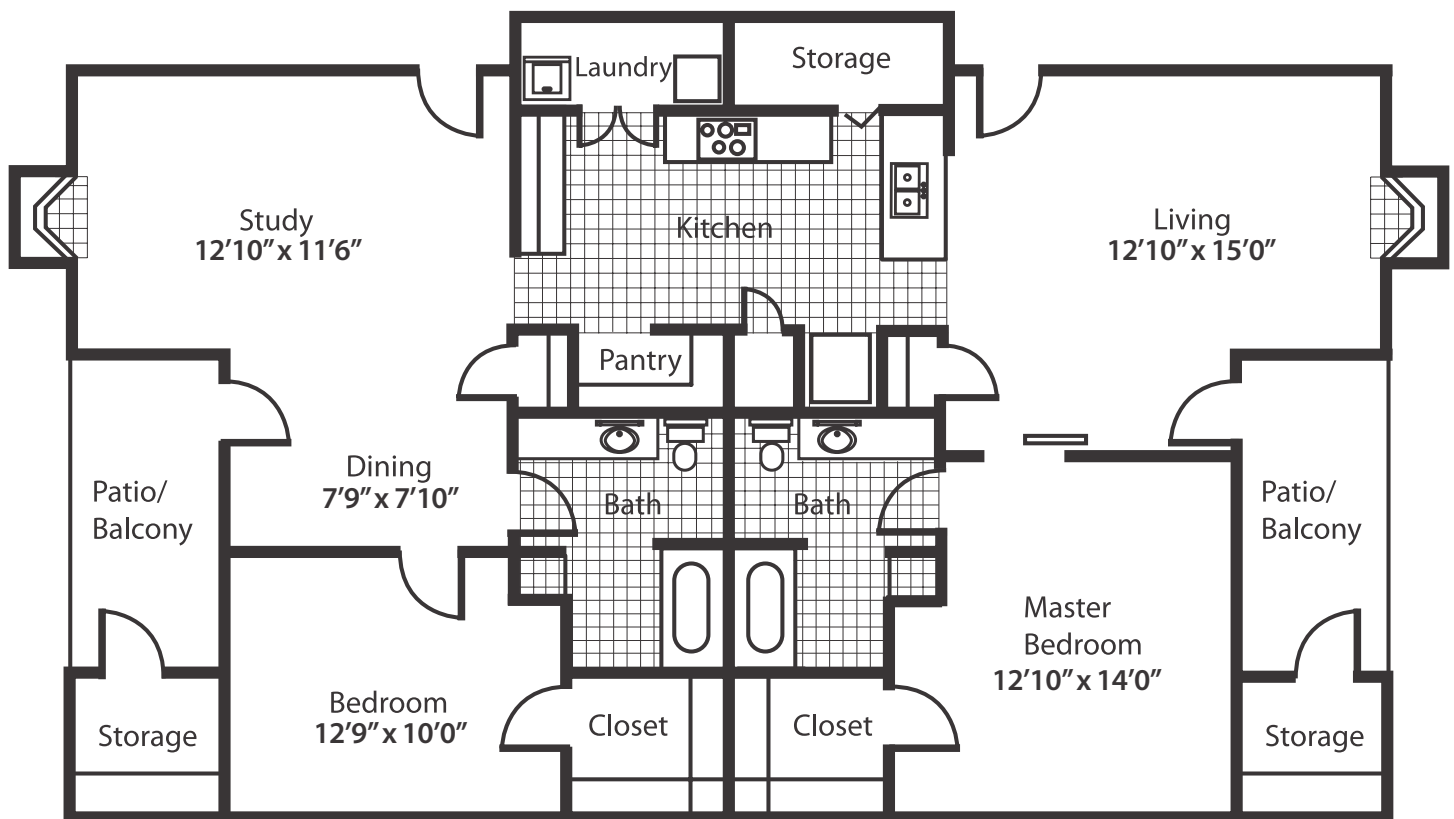 Laundry
Storage
Study
12’10” x 11’6”
Kitchen
Living
12’10” x 15’0”
Pantry
Dining
7’9” x 7’10”
Patio/
Balcony
Bath
Bath
Patio/
Balcony
Master
Bedroom
12’10” x 14’0”
Bedroom
12’9” x 10’0”
Storage
Closet
Closet
Storage